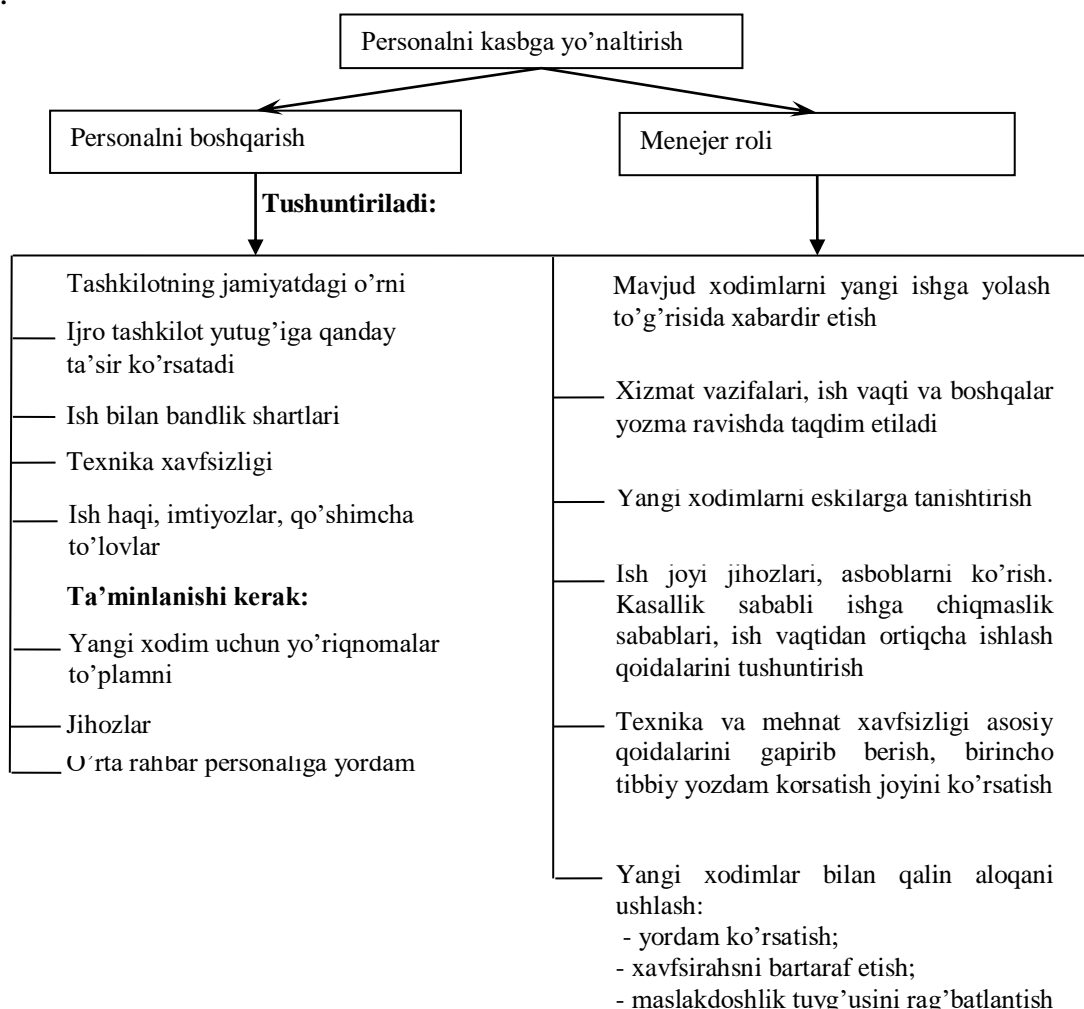 Personalni kasbga yo’naltirish
Personalni boshqarish
Menejer roli
Tushuntiriladi:
Tashkilotning jamiyatdagi o’rni
Ijro tashkilot yutug’iga qanday
ta’sir ko’rsatadi
Ish bilan bandlik shartlari
Texnika xavfsizligi
Ish haqi, imtiyozlar, qo’shimcha
to’lovlar
Ta’minlanishi kerak:
Yangi xodim uchun yo’riqnomalar
to’plamni
Jihozlar
O’rta rahbar personaliga yordam
Mavjud xodimlarni yangi ishga yolash
to’g’risida xabardir etish
Xizmat vazifalari, ish vaqti va boshqalar
yozma ravishda taqdim etiladi
Yangi xodimlarni eskilarga tanishtirish
Ish joyi jihozlari, asboblarni ko’rish.
Kasallik sababli ishga chiqmaslik
sabablari, ish vaqtidan ortiqcha ishlash
qoidalarini tushuntirish
Texnika va mehnat xavfsizligi asosiy
qoidalarini gapirib berish, birincho
tibbiy yozdam korsatish joyini ko’rsatish
Yangi xodimlar bilan qalin aloqani
ushlash:
- yordam ko’rsatish;
- xavfsirahsni bartaraf etish;
- maslakdoshlik tuyg’usini rag’batlantish